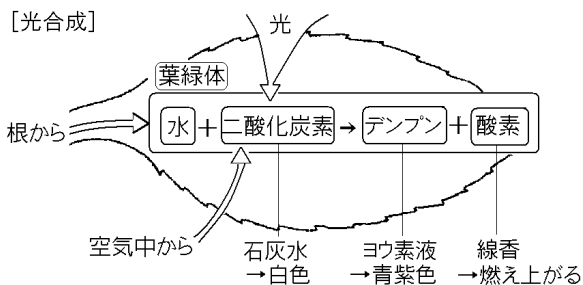 [光合成]
光
葉緑体
根から
水+二酸化炭素→デンプン+酸素
空気中から
石灰水
→白色
ヨウ素液
→青紫色
線香
→燃え上がる